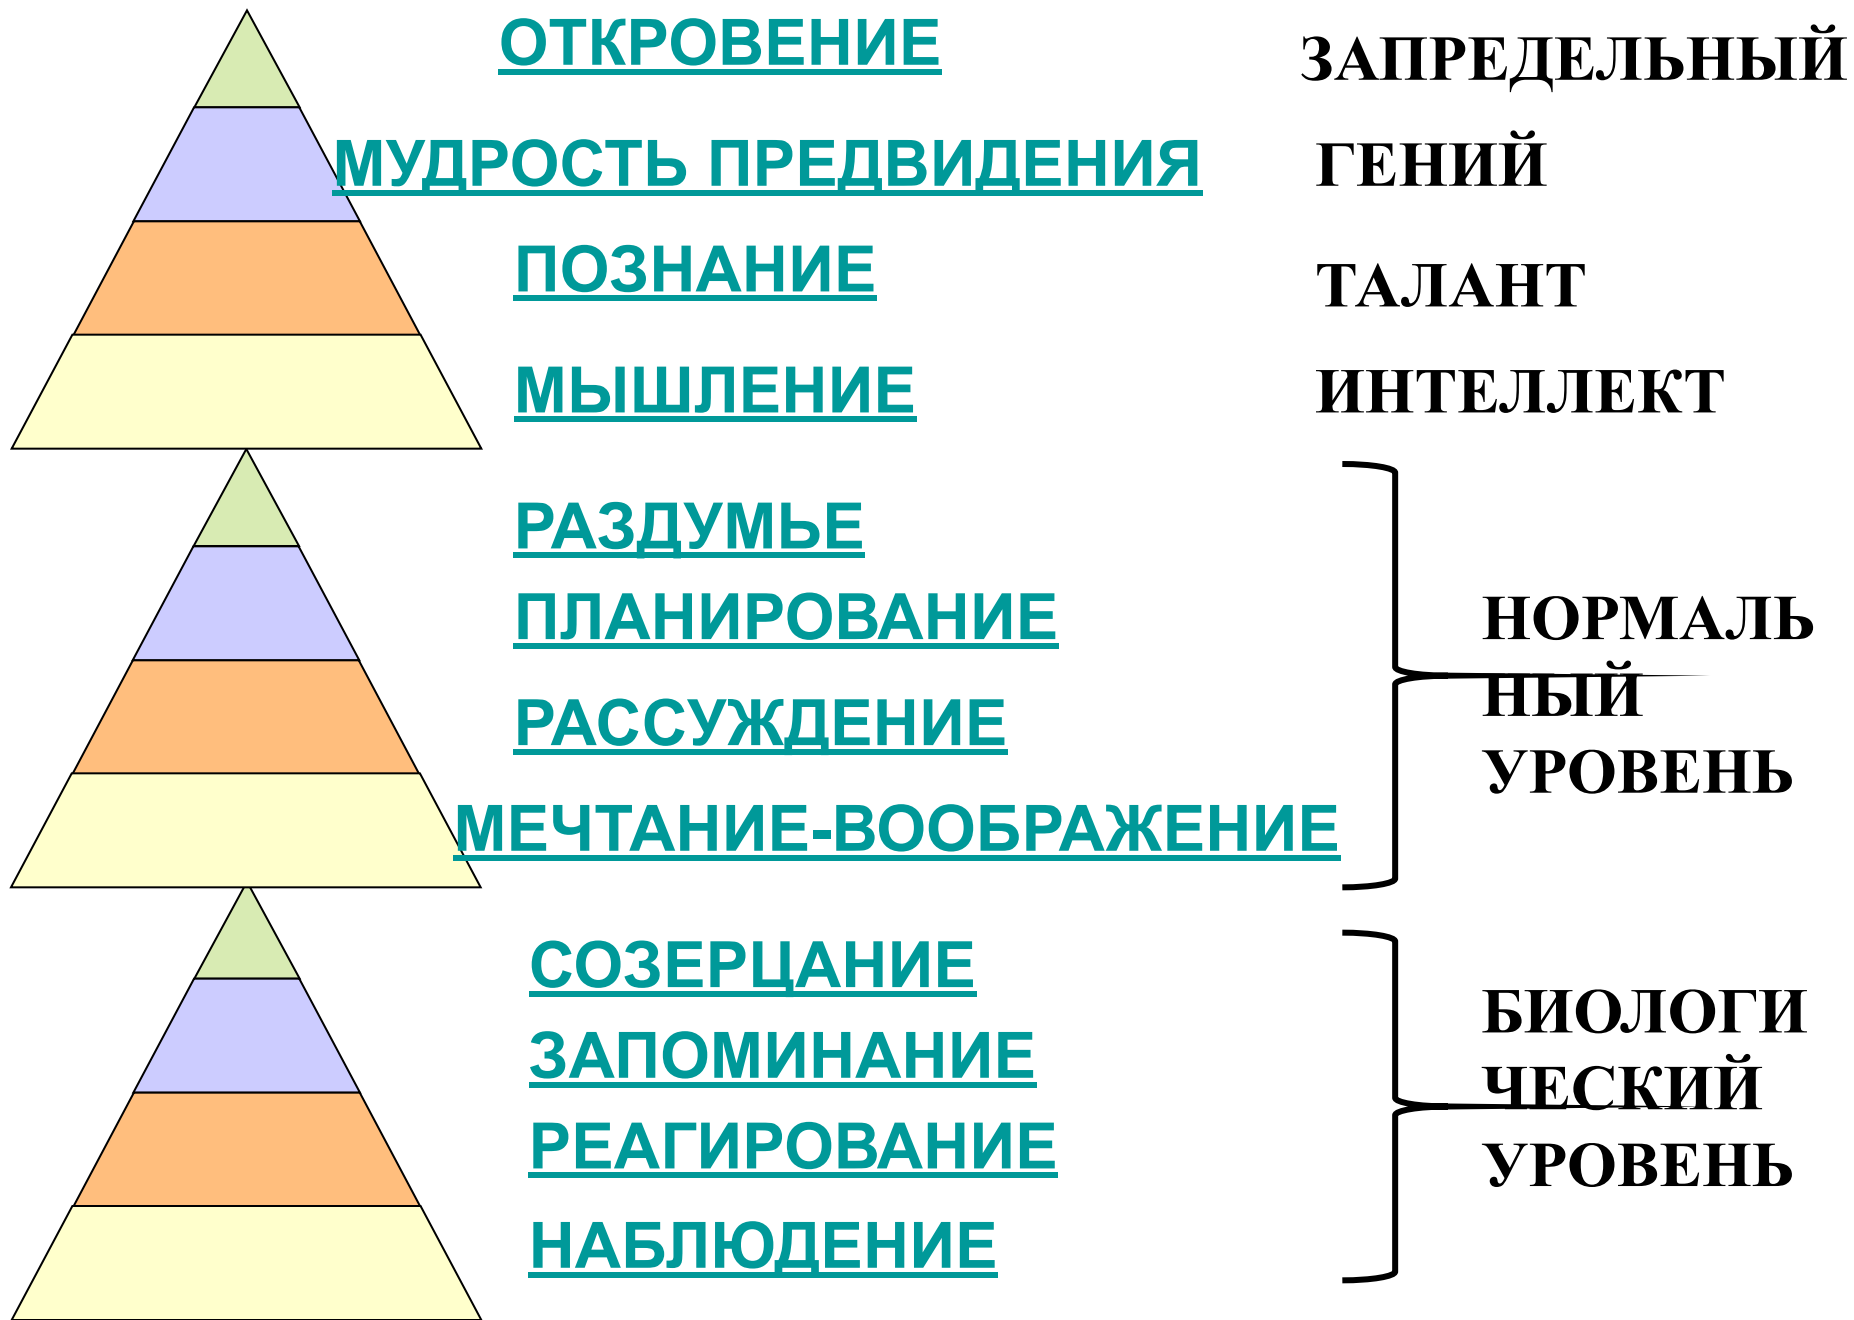 ОТКРОВЕНИЕ
ЗАПРЕДЕЛЬНЫЙ
МУДРОСТЬ ПРЕДВИДЕНИЯ
ГЕНИЙ
ПОЗНАНИЕ
ТАЛАНТ
МЫШЛЕНИЕ
ИНТЕЛЛЕКТ
РАЗДУМЬЕ
ПЛАНИРОВАНИЕ
РАССУЖДЕНИЕ
МЕЧТАНИЕ-ВООБРАЖЕНИЕ
НОРМАЛЬ
НЫЙ
УРОВЕНЬ
СОЗЕРЦАНИЕ
ЗАПОМИНАНИЕ
РЕАГИРОВАНИЕ
НАБЛЮДЕНИЕ
БИОЛОГИ
ЧЕСКИЙ
УРОВЕНЬ